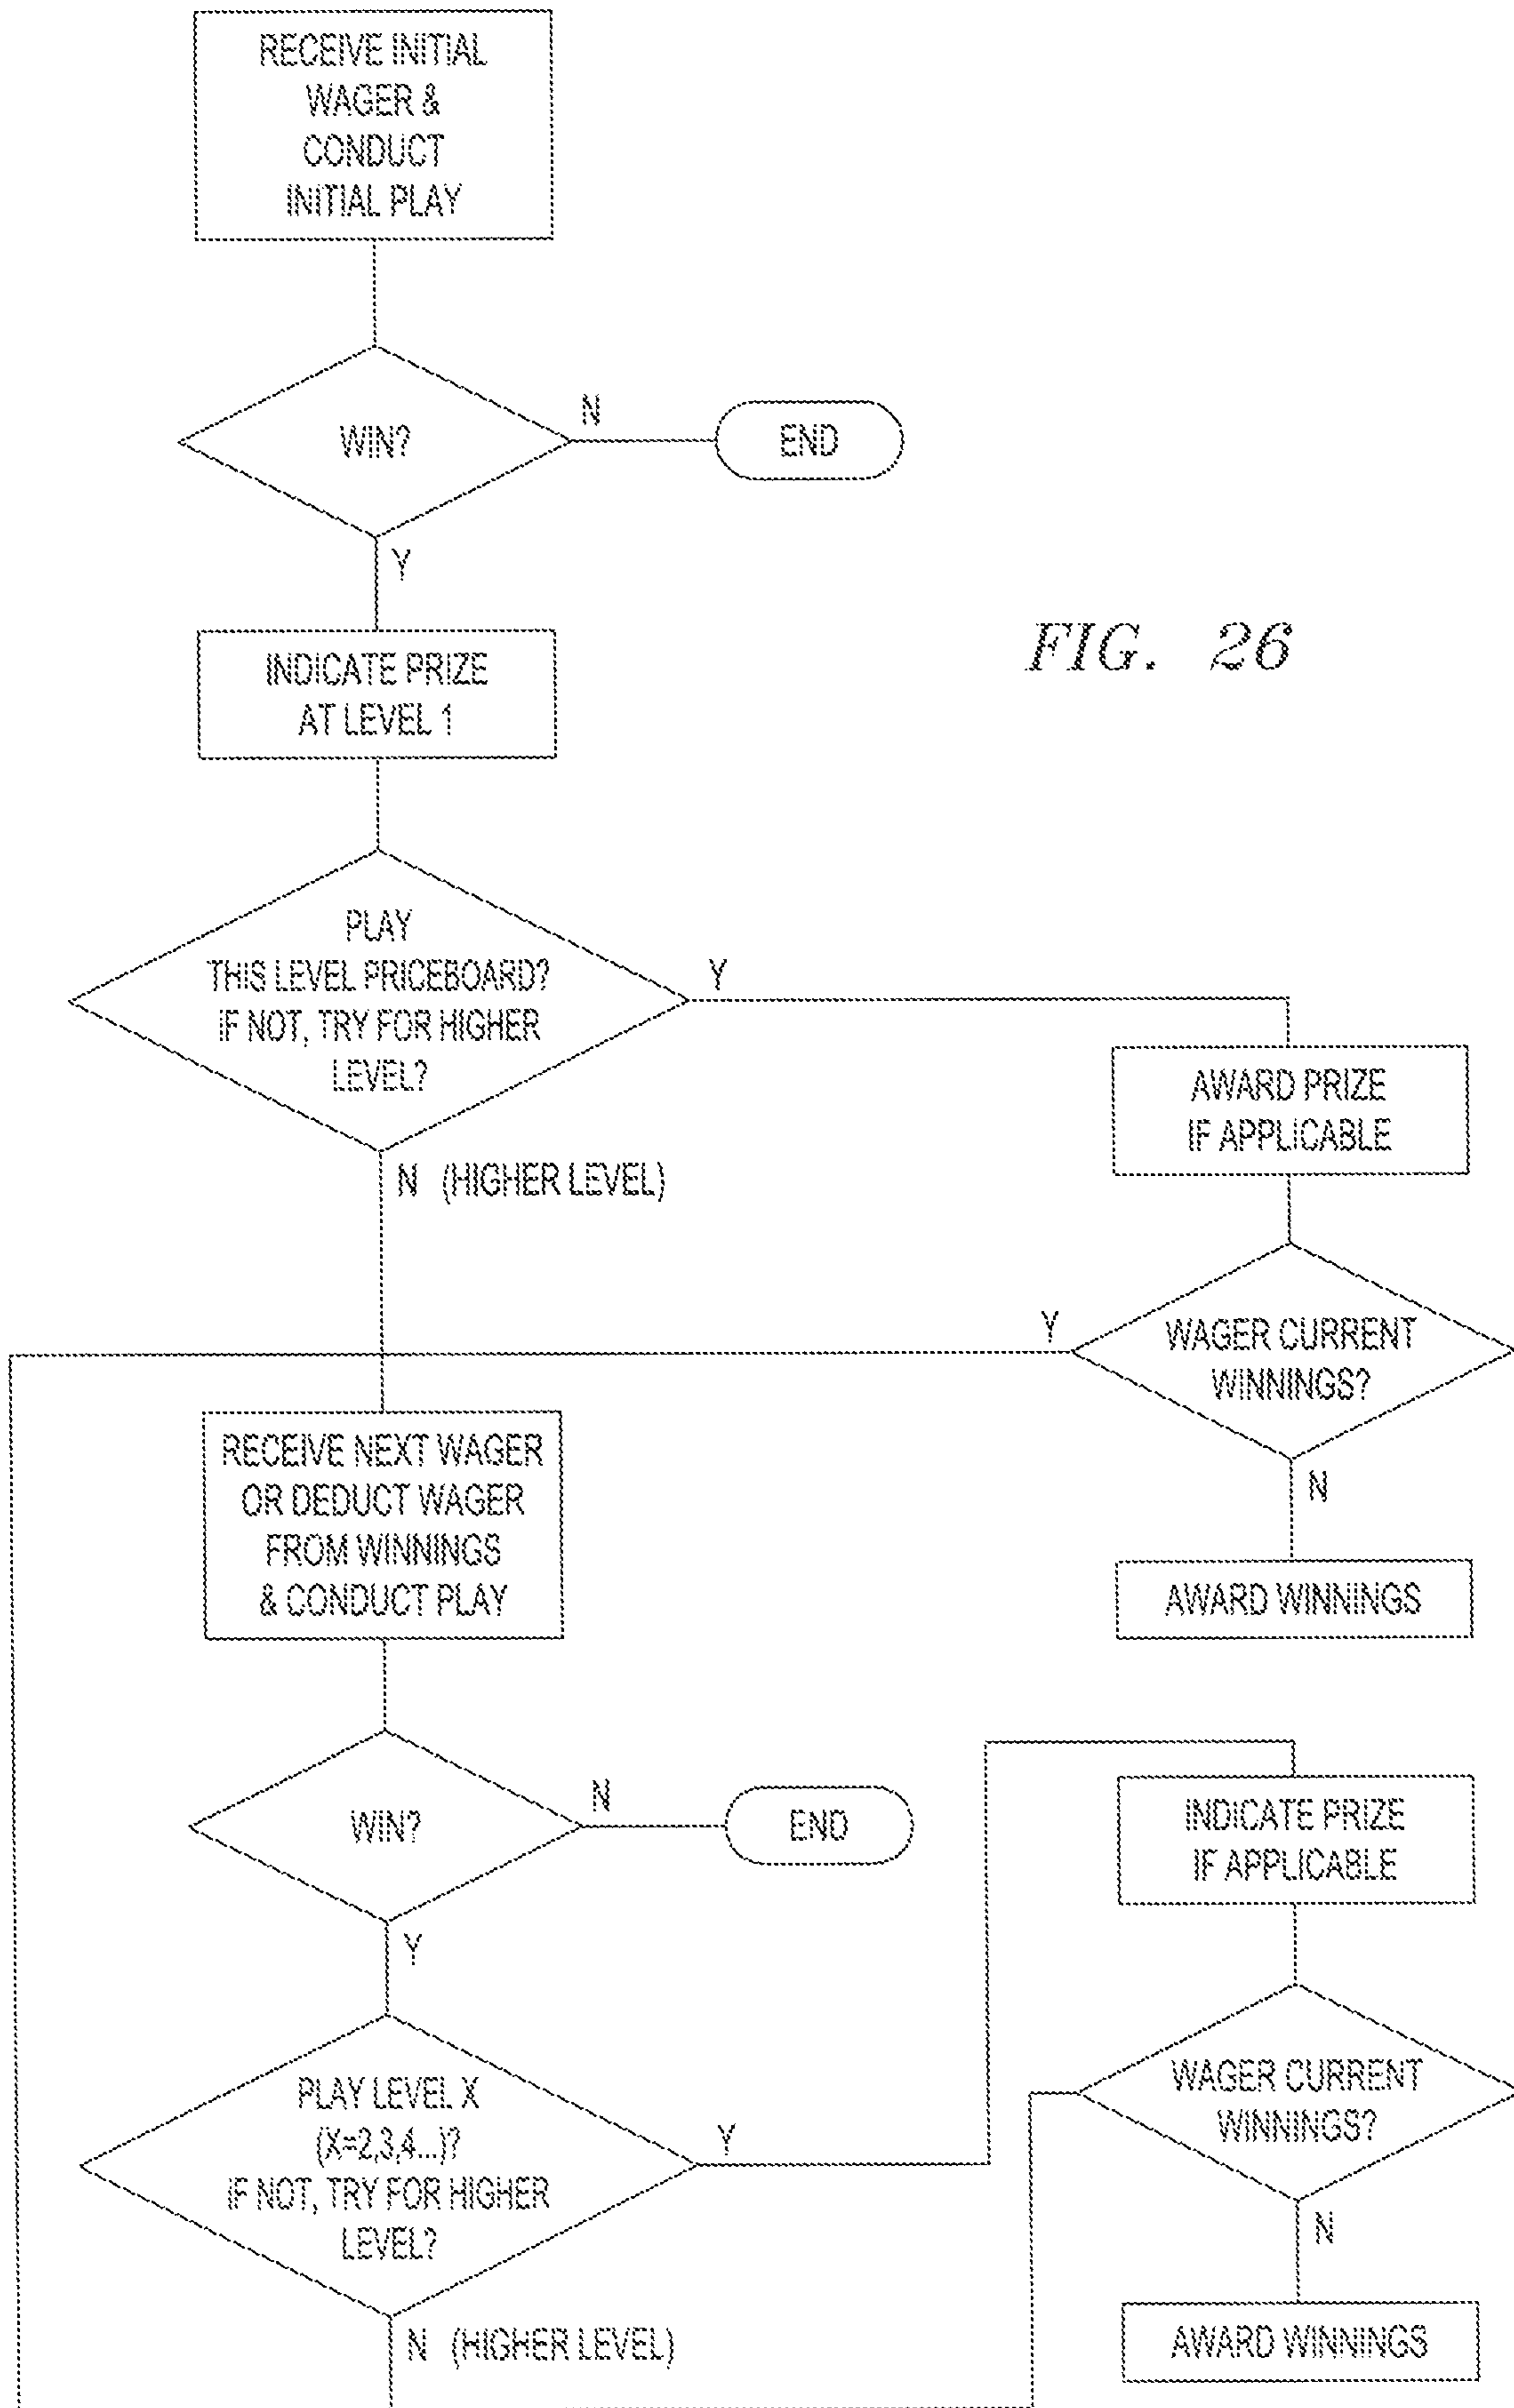 RECEIVE INITIAL
WAGER &
CONDUCT
INITIAL PLAY
WIN?
N
END
Y
FIG. 26
INDICATE PRIZE
AT LEVEL 1
PLAY
THIS LEVEL PRICEBOARD?
IF NOT, TRY FOR HIGHER
LEVEL?
Y
N (HIGHER LEVEL)
AWARD PRIZE
IF APPLICABLE
WAGER CURRENT
WINNINGS?
Y
N
AWARD WINNINGS
RECEIVE NEXT WAGER
OR DEDUCT WAGER
FROM WINNINGS
& CONDUCT PLAY
WIN?
N
END
Y
PLAY LEVEL X
(X=2,3,4...)?
IF NOT, TRY FOR HIGHER
LEVEL?
Y
N (HIGHER LEVEL)
INDICATE PRIZE
IF APPLICABLE
WAGER CURRENT
WINNINGS?
N
AWARD WINNINGS